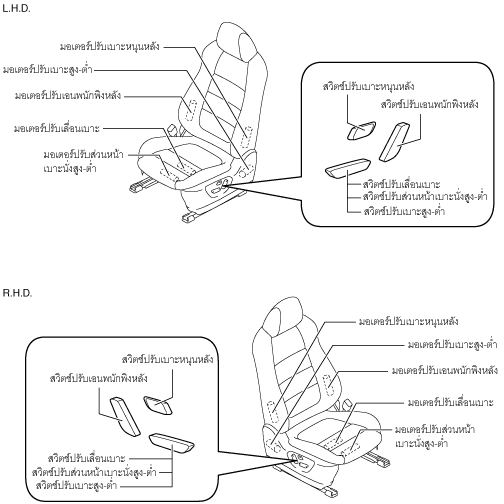 L.H.D.
มอเตอร์ปรับเบาะหนุนหลัง
มอเตอร์ปรับเบาะสูง-ต่ำ
มอเตอร์ปรับเอนพนักพิงหลัง
มอเตอร์ปรับเลื่อนเบาะ
มอเตอร์ปรับส่วนหน้า
เบาะนั่งสูง-ต่ำ
สวิตช์ปรับเบาะหนุนหลัง
สวิตช์ปรับเอนพนักพิงหลัง
สวิตช์ปรับเลื่อนเบาะ
สวิตช์ปรับส่วนหน้าเบาะนั่งสูง-ต่ำ
สวิตช์ปรับเบาะสูง-ต่ำ
R.H.D.
มอเตอร์ปรับเบาะหนุนหลัง
มอเตอร์ปรับเบาะสูง-ต่ำ
มอเตอร์ปรับเอนพนักพิงหลัง
มอเตอร์ปรับเลื่อนเบาะ
มอเตอร์ปรับส่วนหน้า
เบาะนั่งสูง-ต่ำ
สวิตช์ปรับเบาะหนุนหลัง
สวิตช์ปรับเอนพนักพิงหลัง
สวิตช์ปรับเลื่อนเบาะ
สวิตช์ปรับส่วนหน้าเบาะนั่งสูง-ต่ำ
สวิตช์ปรับเบาะสูง-ต่ำ